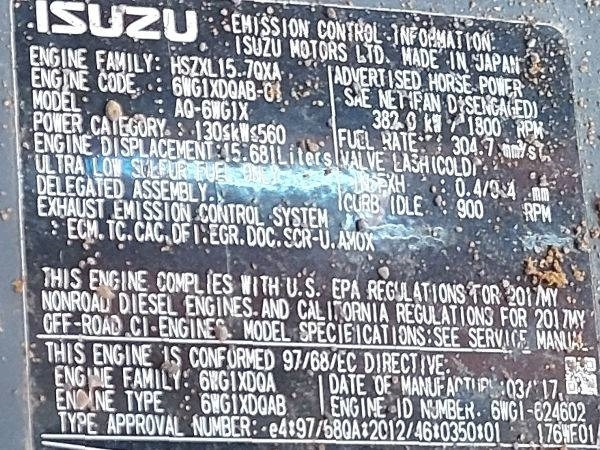 ISUZU EMISSION CONTROL INFORMATION
ISUZU MOTORS LTD. MADE IN JAPAN
ENGINE FAMILY: HSZXL15.7QXA
ENGINE CODE : 6WG1XDQAB-01
MODEL : AQ-6WG1X
POWER CATEGORY : 130≤kW≤560
ENGINE DISPLACEMENT: 15.681Liters
ULTRA LOW SULFUR FUEL ONLY
DELEGATED ASSEMBLY
EXHAUST EMISSION CONTROL SYSTEM
: ECM.TC.CAC.DFI.EGR.DOC.SCR-U.AMOX
ADVERTISED HORSE POWER
SAE NET(FAN DISENGAGED)
382.0 kW / 1800 RPM
FUEL RATE : 304.7 mm³/st.
VALVE LASH(COLD)
IN/EXH : 0.4/0.4 mm
CURB IDLE : 900 RPM
THIS ENGINE COMPLIES WITH U.S. EPA REGULATIONS FOR 2017MY
NONROAD DIESEL ENGINES.AND CALIFORNIA REGULATIONS FOR 2017MY
OFF-ROAD CI-ENGINES. MODEL SPECIFICATIONS:SEE SERVICE MANUAL
THIS ENGINE IS CONFORMED 97/68/EC DIRECTIVE.
ENGINE FAMILY: 6WG1XDQA
ENGINE TYPE : 6WG1XDQAB
DATE OF MANUFACTURE:03/'17.
ENGINE ID NUMBER: 6WG1-624602
TYPE APPROVAL NUMBER: e4*97/68QA*2012/46*0350*01 176WF01